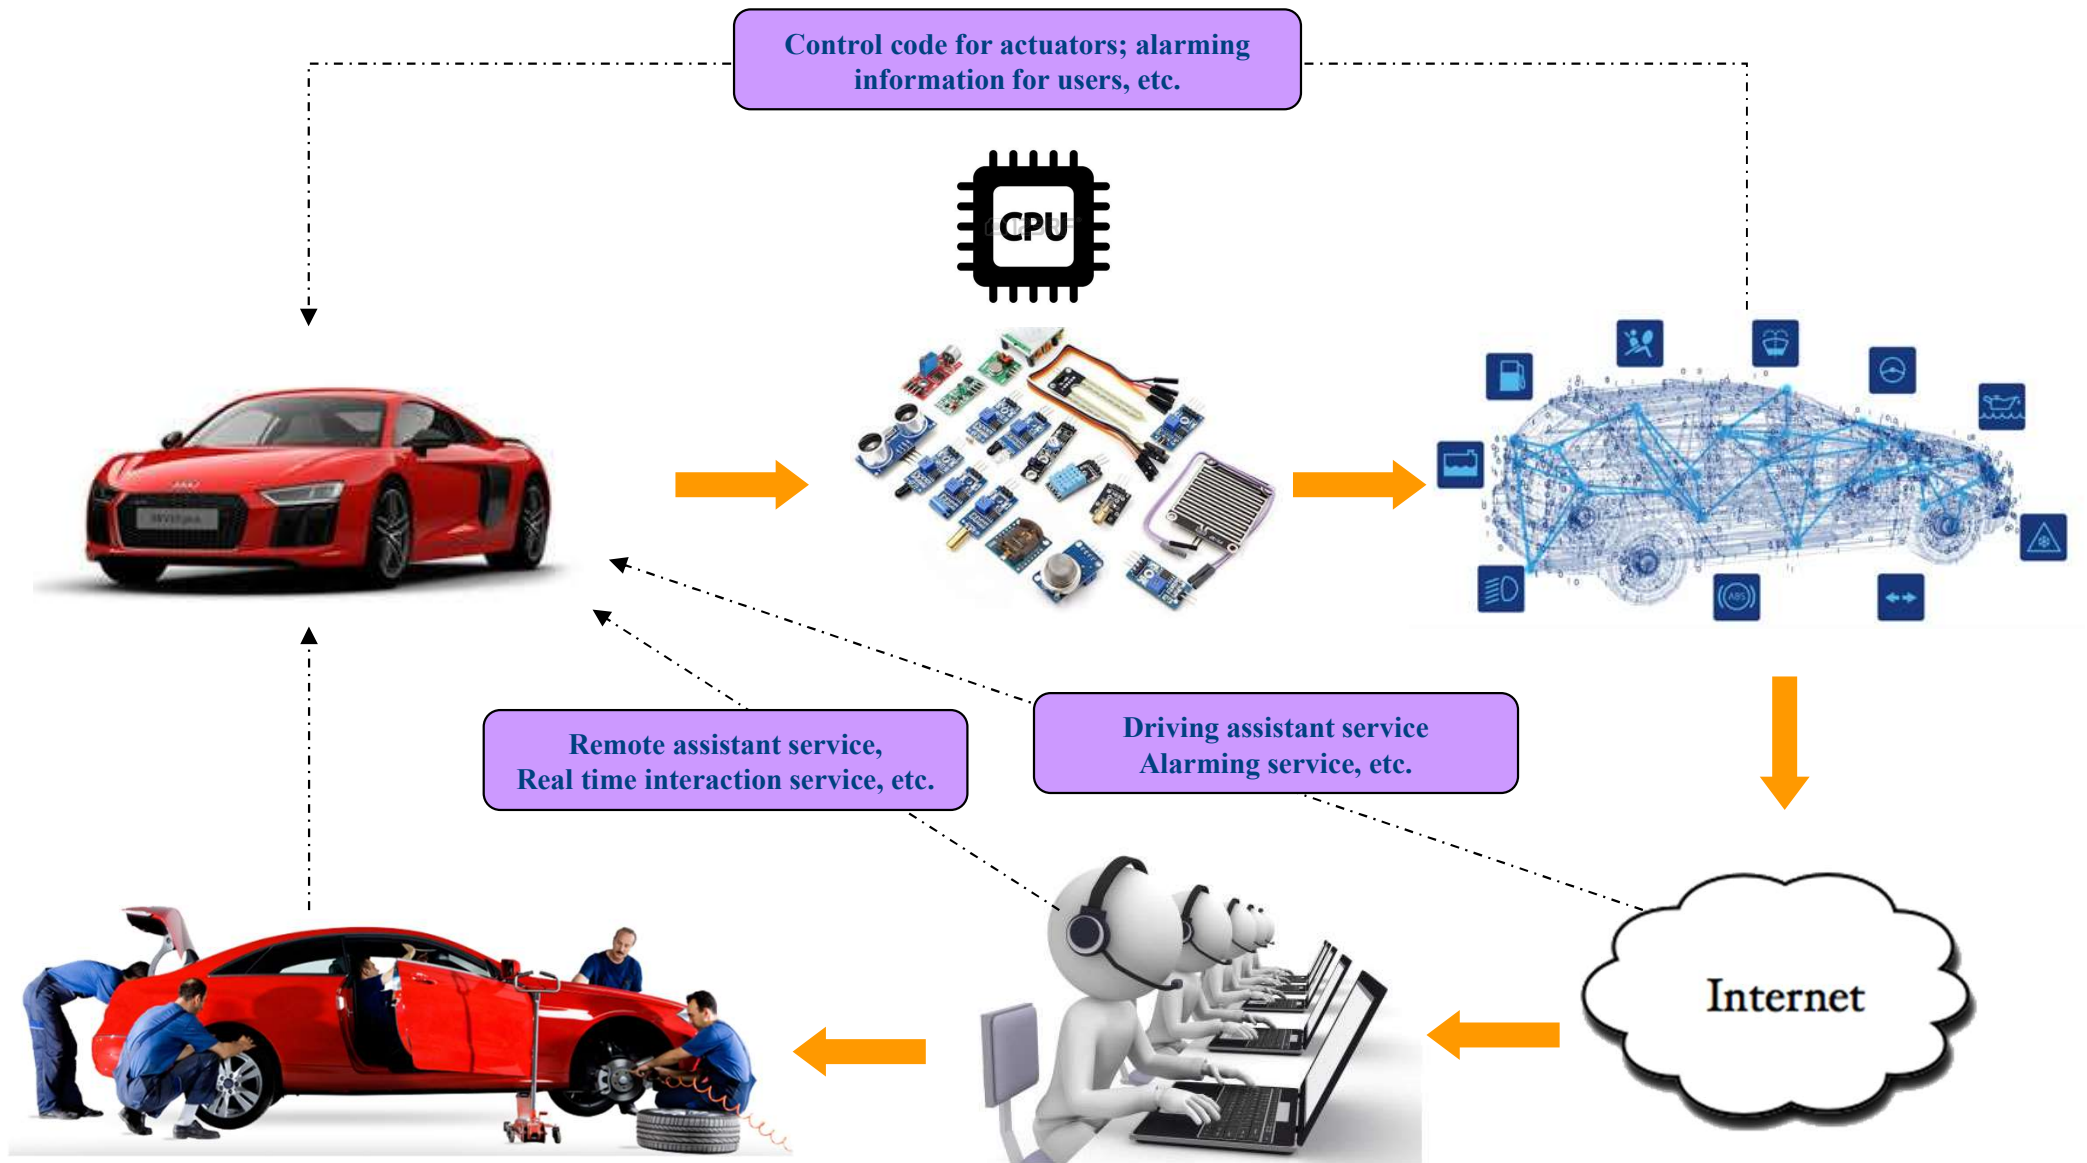 Control code for actuators; alarming
information for users, etc.
CPU
ABS
Remote assistant service,
Real time interaction service, etc.
Driving assistant service
Alarming service, etc.
Internet